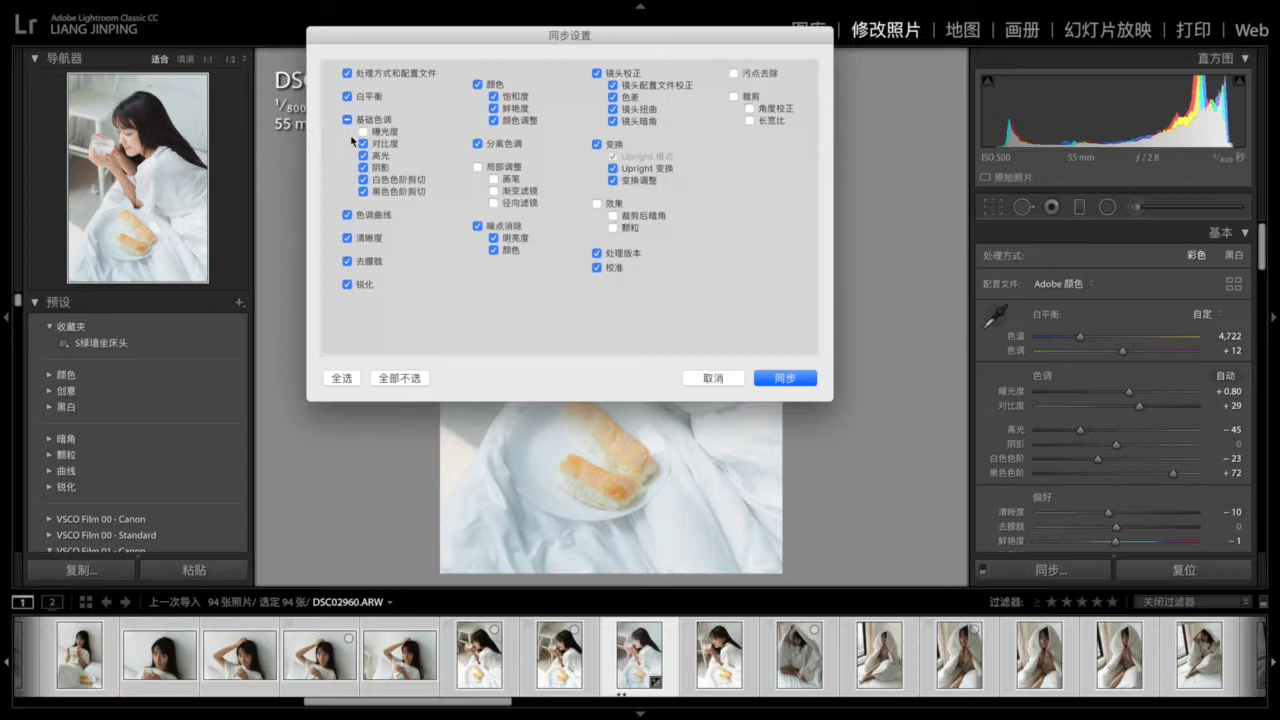 Lr
Adobe Lightroom Classic CC
LIANG JINPING
修改照片
地图
画册
幻灯片放映
打印
Web
导航器
适合
填满
1:1
1:2
预设
收藏夹
S绿墙坐床头
颜色
创意
黑白
暗角
颗粒
曲线
锐化
VSCO Film 00 - Canon
VSCO Film 00 - Standard
VSCO Film 01 - Canon
复制...
粘贴
DSC
1/800
55 m
同步设置
处理方式和配置文件
白平衡
基础色调
曝光度
对比度
高光
阴影
白色色阶剪切
黑色色阶剪切
色调曲线
清晰度
去朦胧
锐化
颜色
饱和度
鲜艳度
颜色调整
分离色调
局部调整
画笔
渐变滤镜
径向滤镜
噪点消除
明亮度
颜色
镜头校正
镜头配置文件校正
色差
镜头扭曲
镜头暗角
变换
Upright 模式
Upright 变换
变换调整
效果
裁剪后暗角
颗粒
处理版本
校准
污点去除
裁剪
角度校正
长宽比
全选
全部不选
取消
同步
直方图
ISO 500
55 mm
ƒ / 2.8
1/800 秒
原始照片
基本
处理方式:
彩色
黑白
配置文件:
Adobe 颜色
白平衡:
自定
色温
4,722
色调
+ 12
色调
自动
曝光度
+ 0.80
对比度
+ 29
高光
− 45
阴影
0
白色色阶
− 23
黑色色阶
+ 72
偏好
清晰度
− 10
去朦胧
0
鲜艳度
− 1
同步...
复位
1
2
上一次导入
94 张照片/
选定 94 张/
DSC02960.ARW
过滤器:
关闭过滤器